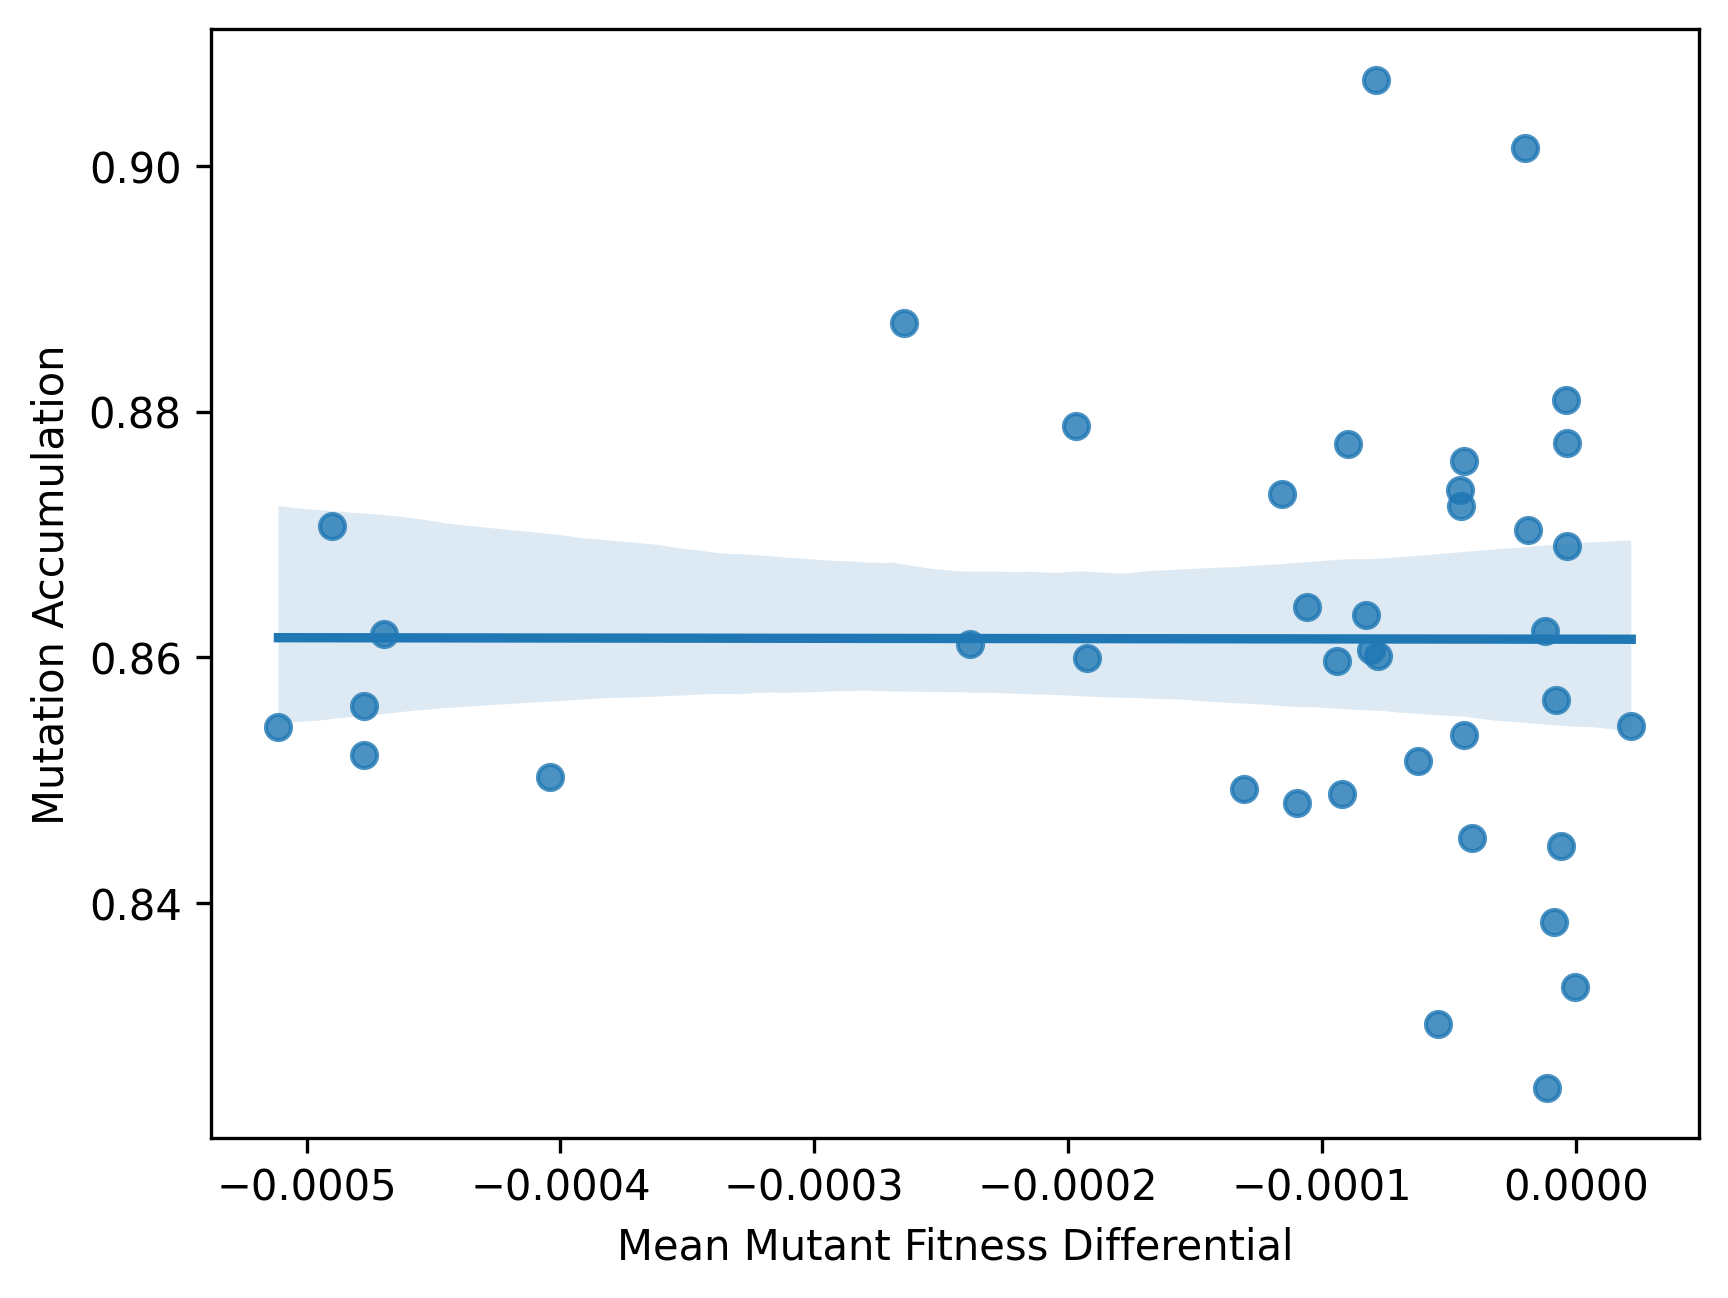 Mutation Accumulation
0.90
0.88
0.86
0.84
−0.0005 −0.0004 −0.0003 −0.0002 −0.0001 0.0000
Mean Mutant Fitness Differential